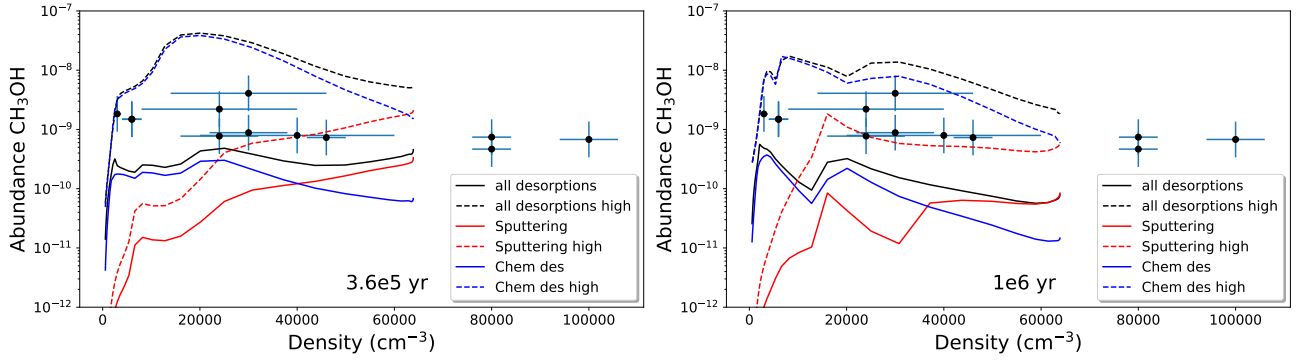 10⁻⁷
10⁻⁸
10⁻⁹
10⁻¹⁰
10⁻¹¹
10⁻¹²
Abundance CH₃OH
0 20000 40000 60000 80000 100000
Density (cm⁻³)
3.6e5 yr
all desorptions
all desorptions high
Sputtering
Sputtering high
Chem des
Chem des high
10⁻⁷
10⁻⁸
10⁻⁹
10⁻¹⁰
10⁻¹¹
10⁻¹²
Abundance CH₃OH
0 20000 40000 60000 80000 100000
Density (cm⁻³)
1e6 yr
all desorptions
all desorptions high
Sputtering
Sputtering high
Chem des
Chem des high